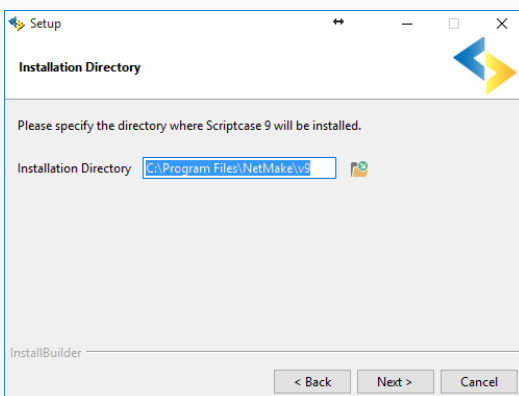 Setup
Installation Directory
Please specify the directory where Scriptcase 9 will be installed.
Installation Directory C:\Program Files\NetMake\v9
InstallBuilder
< Back Next > Cancel